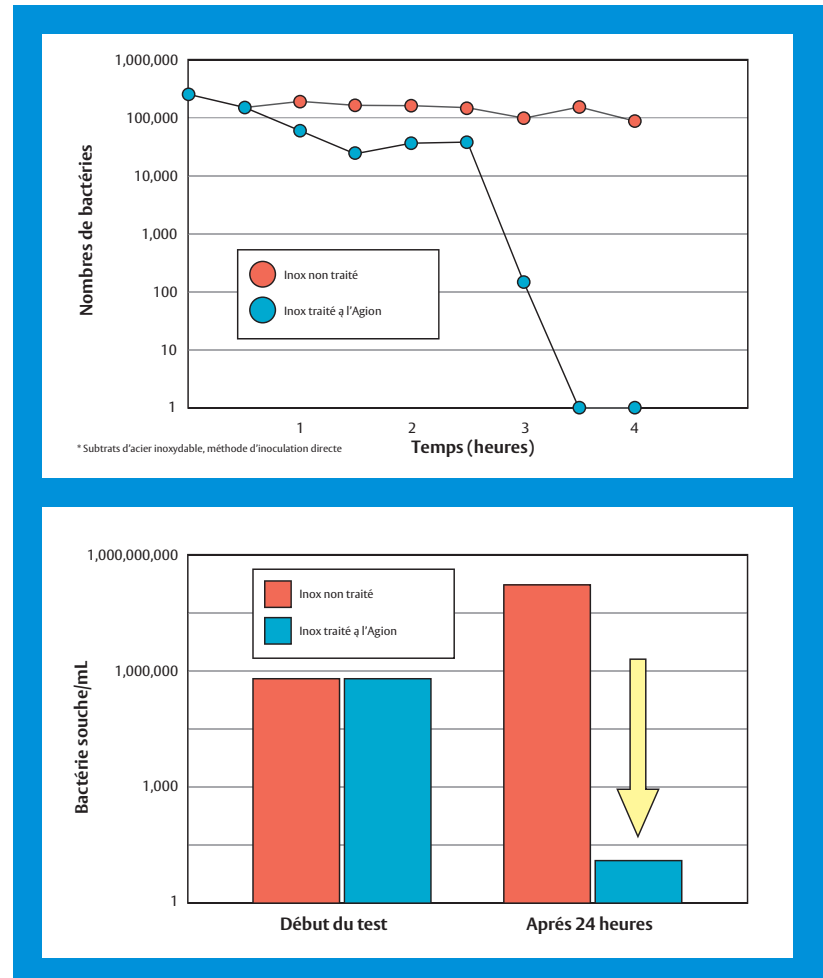 1,000,000
100,000
10,000
1,000
100
10
1
Nombres de bactéries
Inox non traité
Inox traité ą l'Agion
1
2
3
4
* Subtrats d'acier inoxydable, méthode d'inoculation directe
Temps (heures)
1,000,000,000
1,000,000
1,000
1
Bactérie souche/mL
Inox non traité
Inox traité ą l'Agion
Début du test
Aprés 24 heures